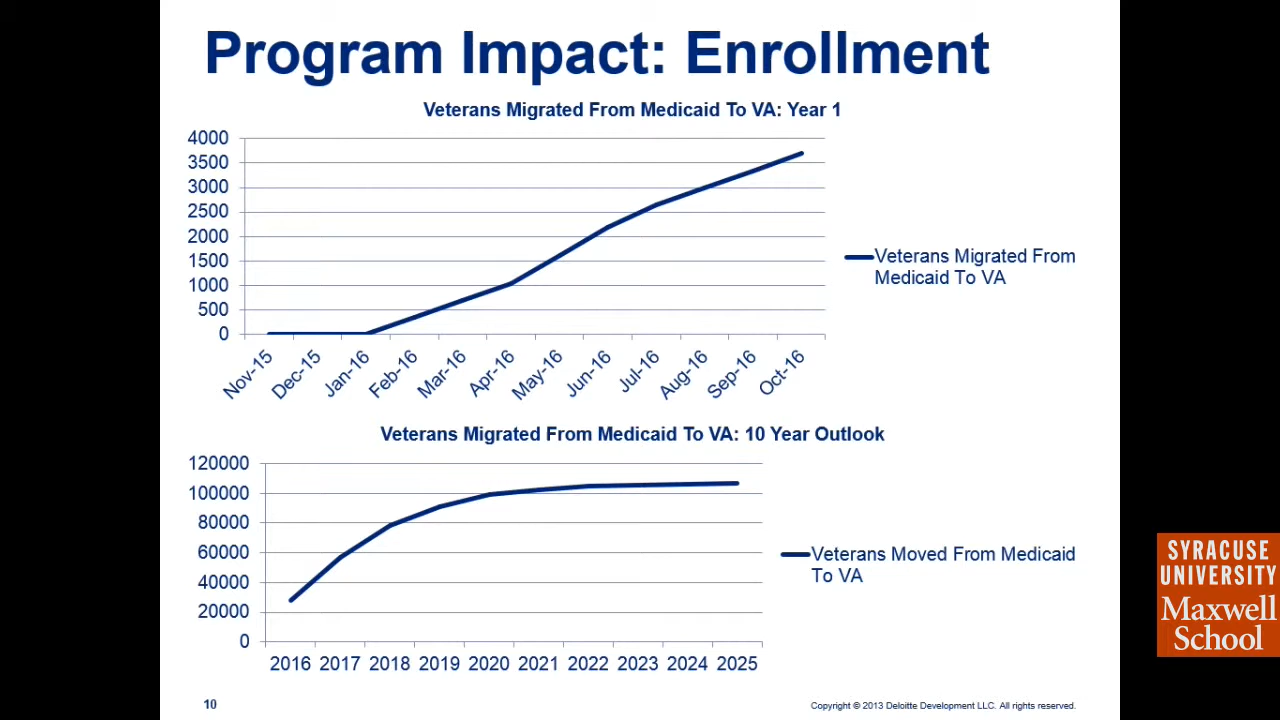 Program Impact: Enrollment
Veterans Migrated From Medicaid To VA: Year 1
4000
3500
3000
2500
2000
1500
1000
500
0
Nov-15
Dec-15
Jan-16
Feb-16
Mar-16
Apr-16
May-16
Jun-16
Jul-16
Aug-16
Sep-16
Oct-16
Veterans Migrated From
Medicaid To VA
Veterans Migrated From Medicaid To VA: 10 Year Outlook
120000
100000
80000
60000
40000
20000
0
2016 2017 2018 2019 2020 2021 2022 2023 2024 2025
Veterans Moved From Medicaid
To VA
10
Copyright © 2013 Deloitte Development LLC. All rights reserved.
SYRACUSE
UNIVERSITY
Maxwell
School